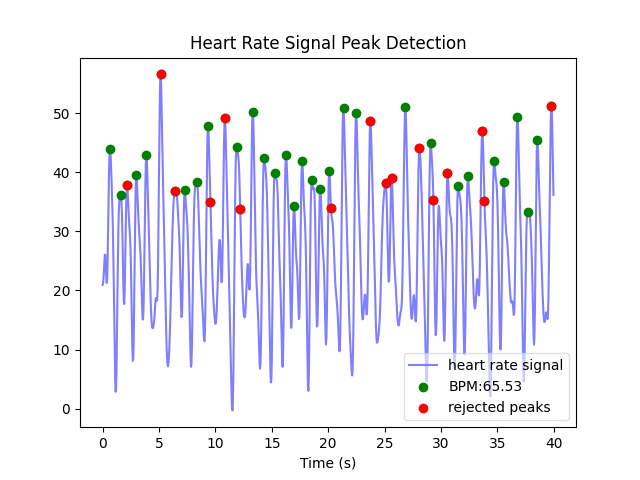 Heart Rate Signal Peak Detection
50
40
30
20
10
0
0 5 10 15 20 25 30 35 40
Time (s)
heart rate signal
BPM:65.53
rejected peaks